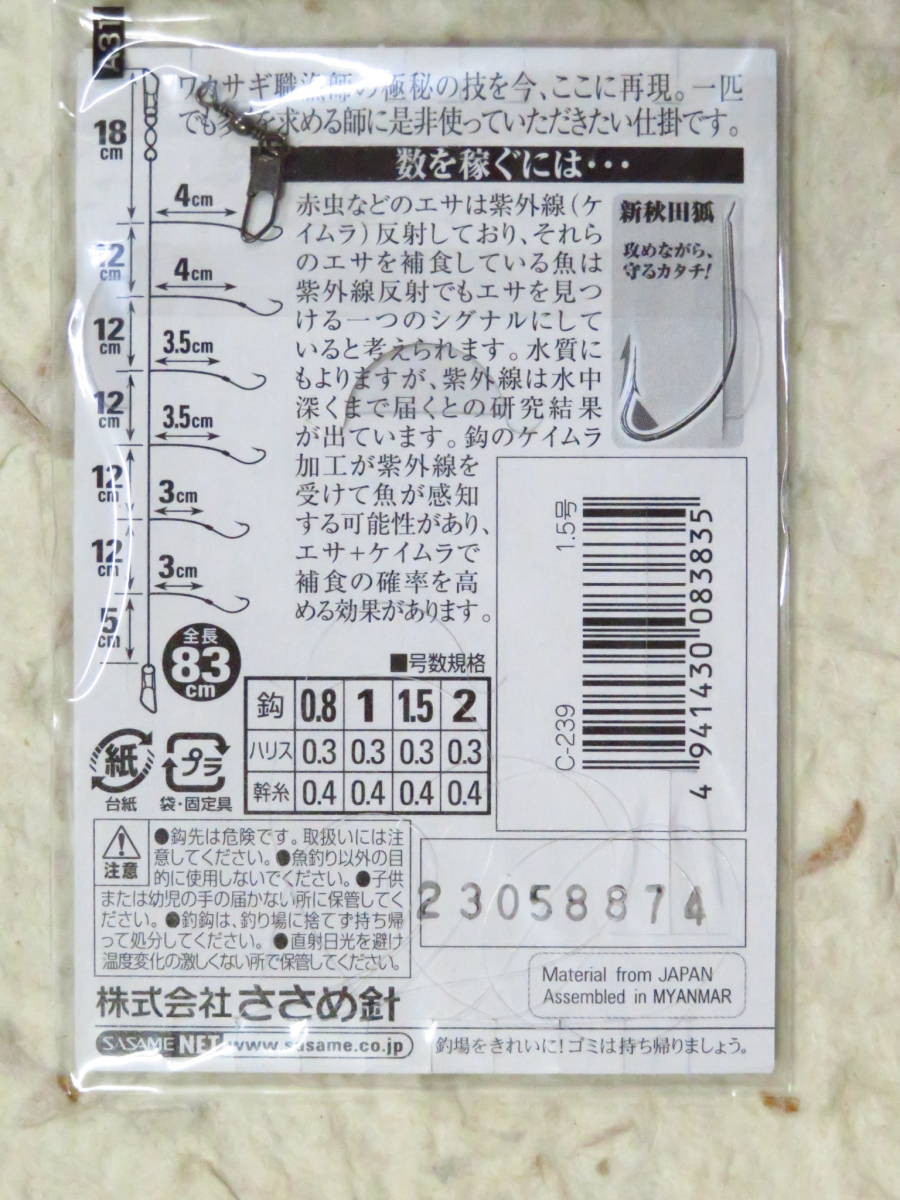 A31
ワカサギ職漁師の極秘の技を今、ここに再現。一匹
でも多くを求める師に是非使っていただきたい仕掛です。
数を稼ぐには・・・
18cm
4cm
12cm
4cm
12cm
3.5cm
12cm
3.5cm
12cm
3cm
12cm
3cm
5cm
全長
83cm
赤虫などのエサは紫外線(ケ
イムラ)反射しており、それら
のエサを補食している魚は
紫外線反射でもエサを見つ
ける一つのシグナルにして
いると考えられます。水質に
もよりますが、紫外線は水中
深くまで届くとの研究結果
が出ています。鈎のケイムラ
加工が紫外線を
受けて魚が感知
する可能性があり、
エサ+ケイムラで
補食の確率を高
める効果があります。
新秋田狐
攻めながら、
守るカタチ!
■号数規格
鈎 0.8 1 1.5 2
ハリス 0.3 0.3 0.3 0.3
幹糸 0.4 0.4 0.4 0.4
1.5号
C-239
4 941430 083835
紙
台紙
プラ
袋・固定具
注意
●鈎先は危険です。取扱いには注
意してください。●魚釣り以外の目
的に使用しないでください。●子供
または幼児の手の届かない所に保管してく
ださい。●釣鈎は、釣り場に捨てず持ち帰
って処分してください。●直射日光を避け
温度変化の激しくない所で保管してください。
23058874
Material from JAPAN
Assembled in MYANMAR
株式会社 ささめ針
SASAME NET www.sasame.co.jp
釣場をきれいに!ゴミは持ち帰りましょう。